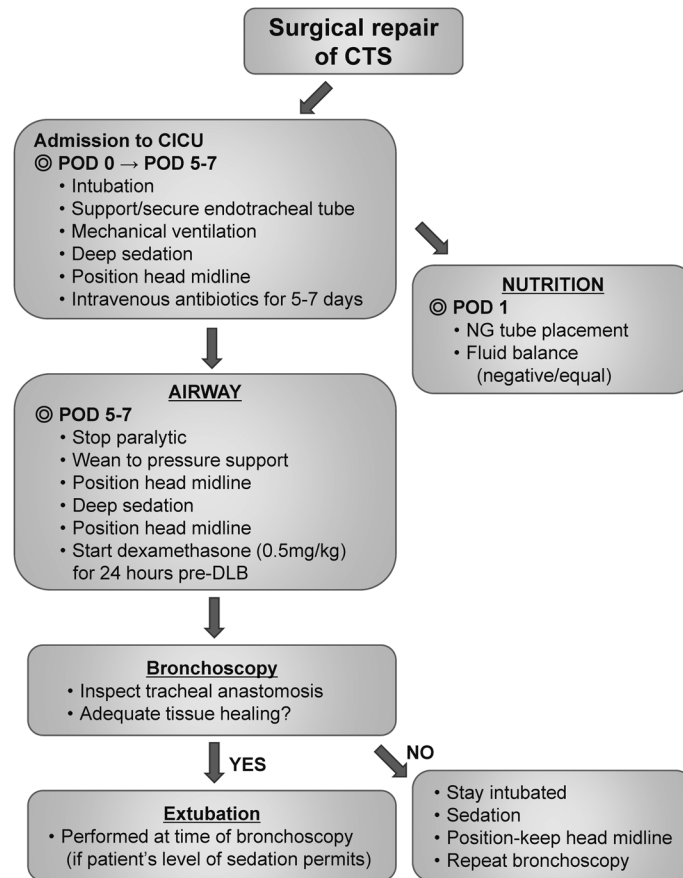 Surgical repair
of CTS
Admission to CICU
◎ POD 0 → POD 5-7
• Intubation
• Support/secure endotracheal tube
• Mechanical ventilation
• Deep sedation
• Position head midline
• Intravenous antibiotics for 5-7 days
NUTRITION
◎ POD 1
• NG tube placement
• Fluid balance
(negative/equal)
AIRWAY
◎ POD 5-7
• Stop paralytic
• Wean to pressure support
• Position head midline
• Deep sedation
• Position head midline
• Start dexamethasone (0.5mg/kg)
for 24 hours pre-DLB
Bronchoscopy
• Inspect tracheal anastomosis
• Adequate tissue healing?
YES
NO
Extubation
• Performed at time of bronchoscopy
(if patient's level of sedation permits)
• Stay intubated
• Sedation
• Position-keep head midline
• Repeat bronchoscopy